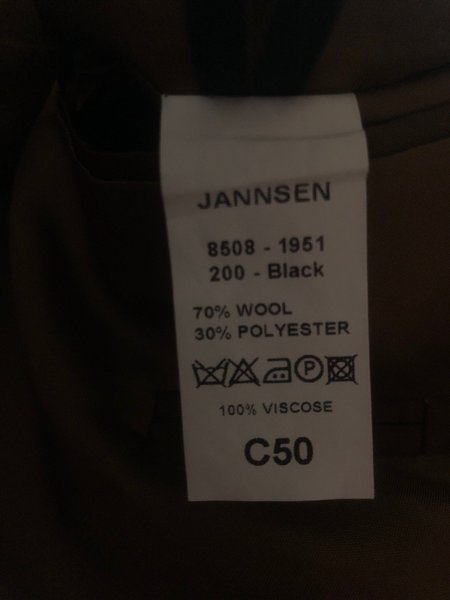 JANNSEN
8508 - 1951
200 - Black
70% WOOL
30% POLYESTER
P
100% VISCOSE
C50